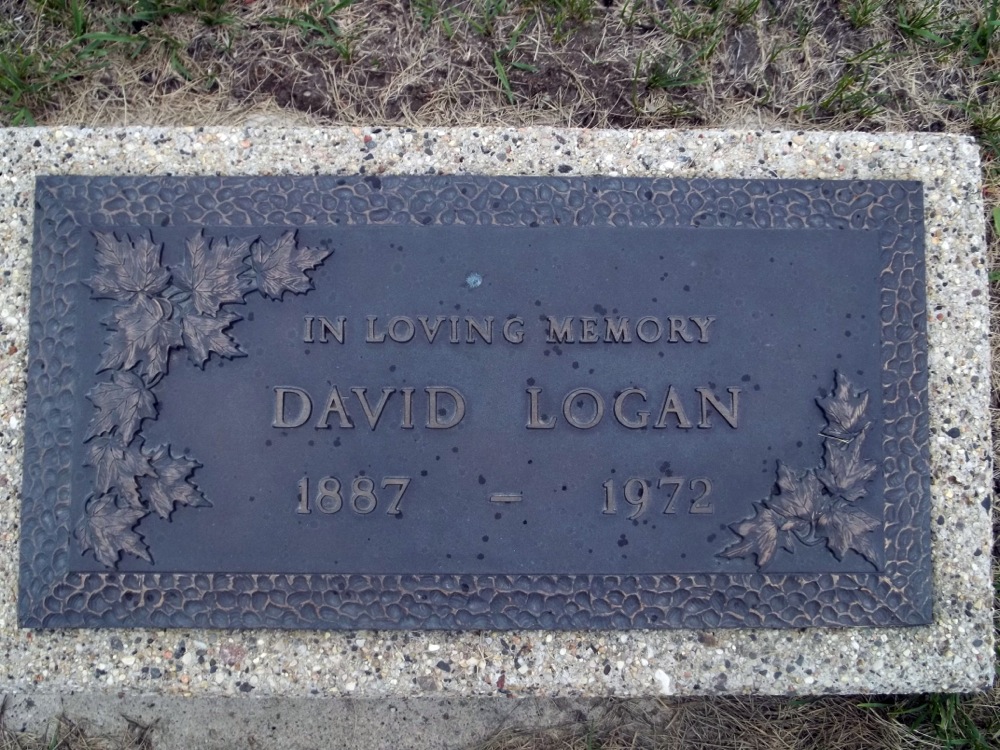 IN LOVING MEMORY
DAVID LOGAN
1887 – 1972